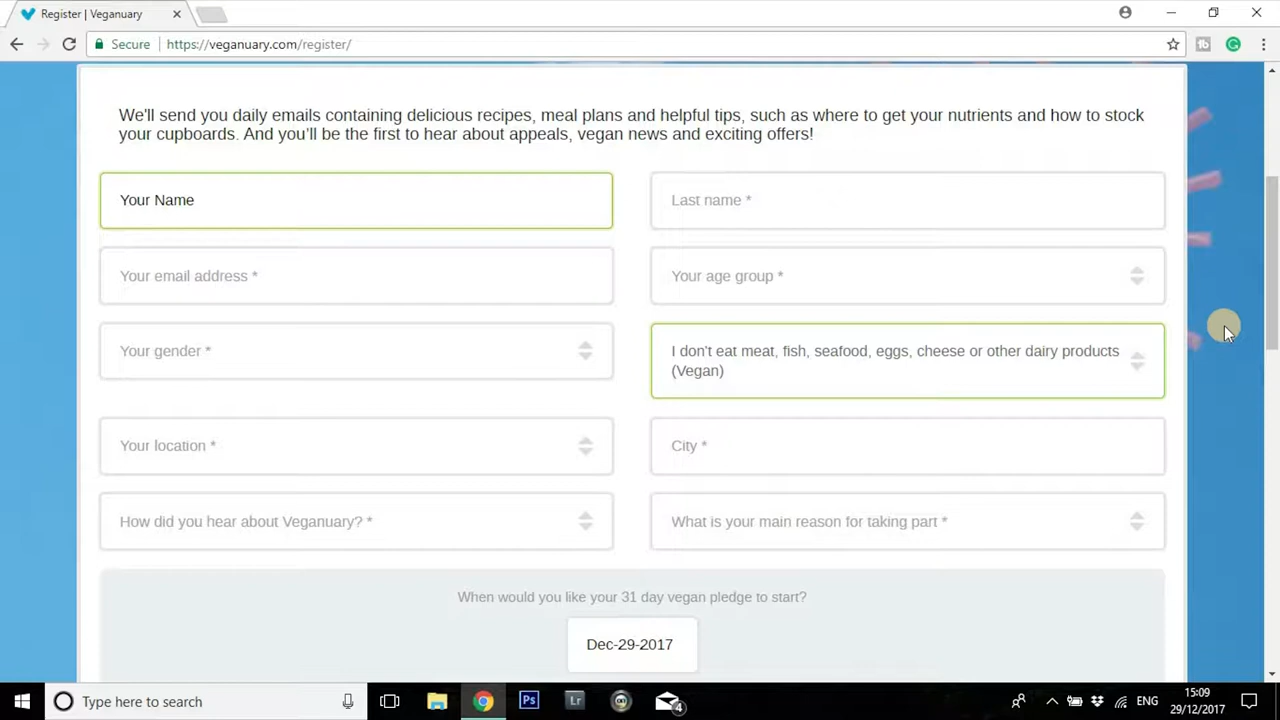 Register | Veganuary
Secure
https://veganuary.com/register/
We'll send you daily emails containing delicious recipes, meal plans and helpful tips, such as where to get your nutrients and how to stock
your cupboards. And you'll be the first to hear about appeals, vegan news and exciting offers!
Your Name
Last name *
Your email address *
Your age group *
Your gender *
I don't eat meat, fish, seafood, eggs, cheese or other dairy products
(Vegan)
Your location *
City *
How did you hear about Veganuary? *
What is your main reason for taking part *
When would you like your 31 day vegan pledge to start?
Dec-29-2017
Type here to search
Ps
Lr
4
ENG
15:09
29/12/2017